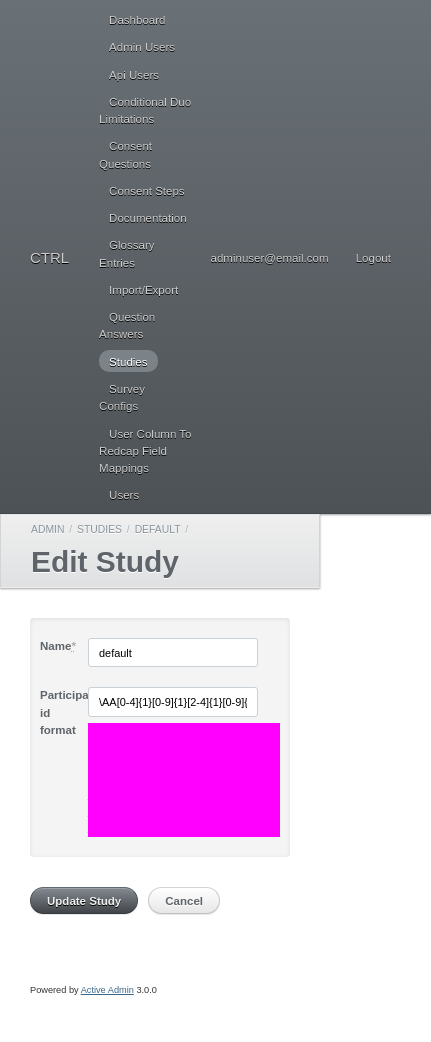 CTRL
Dashboard
Admin Users
Api Users
Conditional Duo
Limitations
Consent
Questions
Consent Steps
Documentation
Glossary
Entries
Import/Export
Question
Answers
Studies
Survey
Configs
User Column To
Redcap Field
Mappings
Users
adminuser@email.com
Logout
ADMIN / STUDIES / DEFAULT /
Edit Study
Name*
default
Participa
id
format
\AA[0-4]{1}[0-9]{1}[2-4]{1}[0-9]{
Update Study
Cancel
Powered by Active Admin 3.0.0